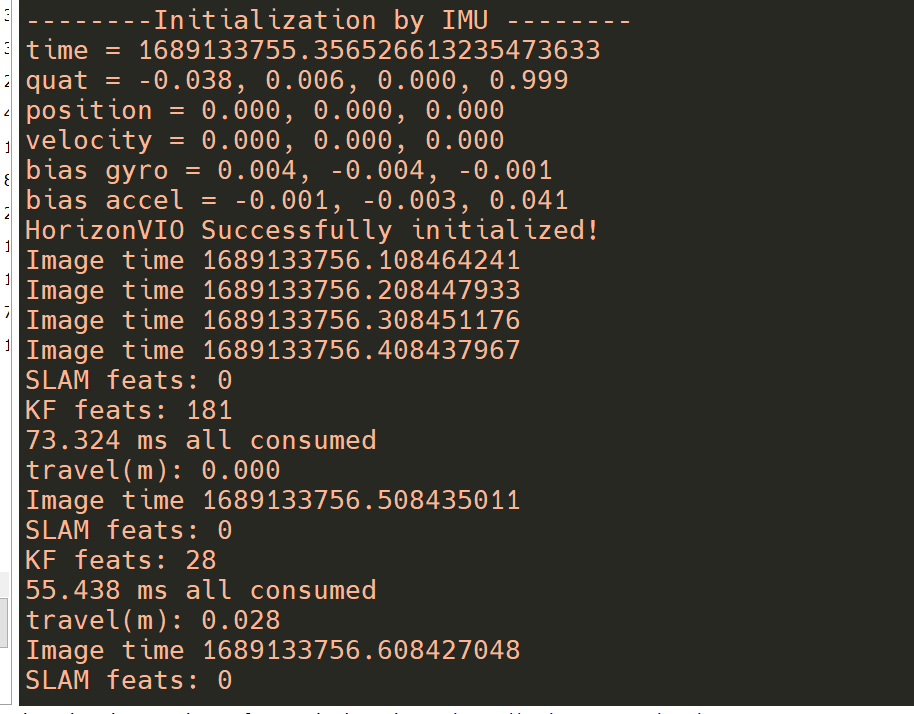 --------Initialization by IMU --------
time = 1689133755.356526613235473633
quat = -0.038, 0.006, 0.000, 0.999
position = 0.000, 0.000, 0.000
velocity = 0.000, 0.000, 0.000
bias gyro = 0.004, -0.004, -0.001
bias accel = -0.001, -0.003, 0.041
HorizonVIO Successfully initialized!
Image time 1689133756.108464241
Image time 1689133756.208447933
Image time 1689133756.308451176
Image time 1689133756.408437967
SLAM feats: 0
KF feats: 181
73.324 ms all consumed
travel(m): 0.000
Image time 1689133756.508435011
SLAM feats: 0
KF feats: 28
55.438 ms all consumed
travel(m): 0.028
Image time 1689133756.608427048
SLAM feats: 0